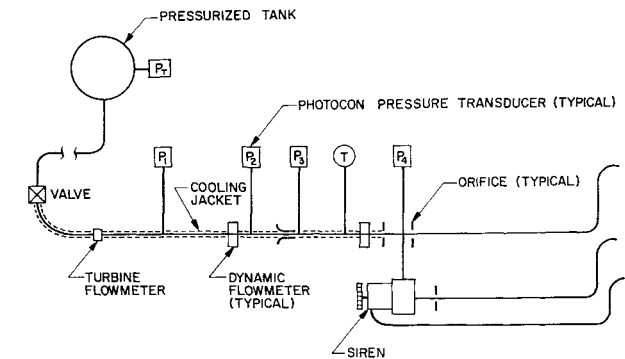 PRESSURIZED TANK
PT
PHOTOCON PRESSURE TRANSDUCER (TYPICAL)
P1
P2
P3
T
P4
VALVE
COOLING
JACKET
ORIFICE (TYPICAL)
TURBINE
FLOWMETER
DYNAMIC
FLOWMETER
(TYPICAL)
SIREN